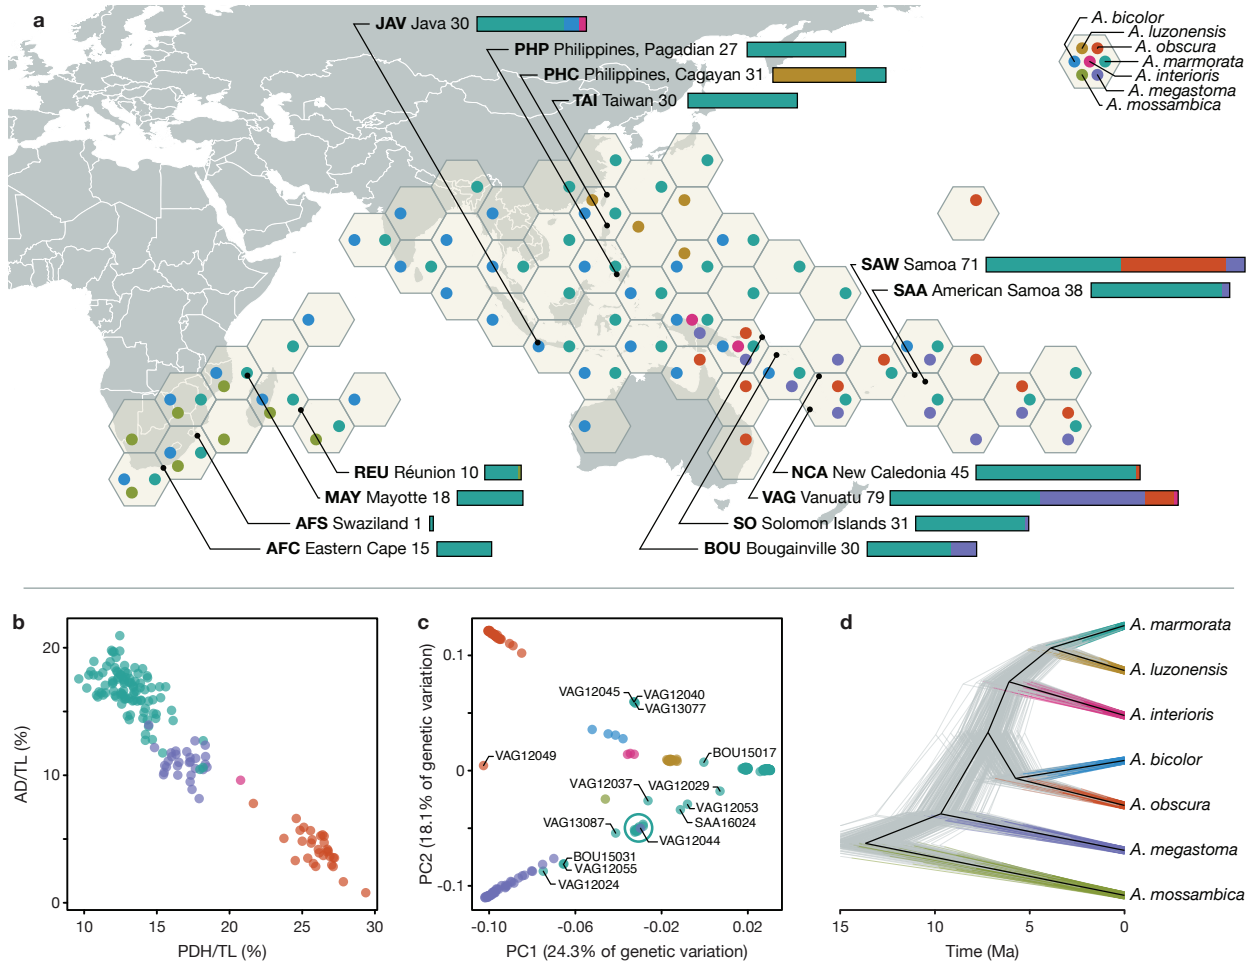 a
JAV Java 30
PHP Philippines, Pagadian 27
PHC Philippines, Cagayan 31
TAI Taiwan 30
A. bicolor
A. luzonensis
A. obscura
A. marmorata
A. interioris
A. megastoma
A. mossambica
SAW Samoa 71
SAA American Samoa 38
REU Réunion 10
MAY Mayotte 18
AFS Swaziland 1
AFC Eastern Cape 15
NCA New Caledonia 45
VAG Vanuatu 79
SO Solomon Islands 31
BOU Bougainville 30
b
AD/TL (%)
20
10
0
10
15
20
25
30
PDH/TL (%)
c
PC2 (18.1% of genetic variation)
0.1
0
-0.1
-0.10
-0.06
-0.02
0.02
PC1 (24.3% of genetic variation)
VAG12045
VAG12040
VAG13077
VAG12049
BOU15017
VAG12037
VAG12029
VAG12053
SAA16024
VAG13087
VAG12044
BOU15031
VAG12055
VAG12024
d
A. marmorata
A. luzonensis
A. interioris
A. bicolor
A. obscura
A. megastoma
A. mossambica
15
10
5
0
Time (Ma)